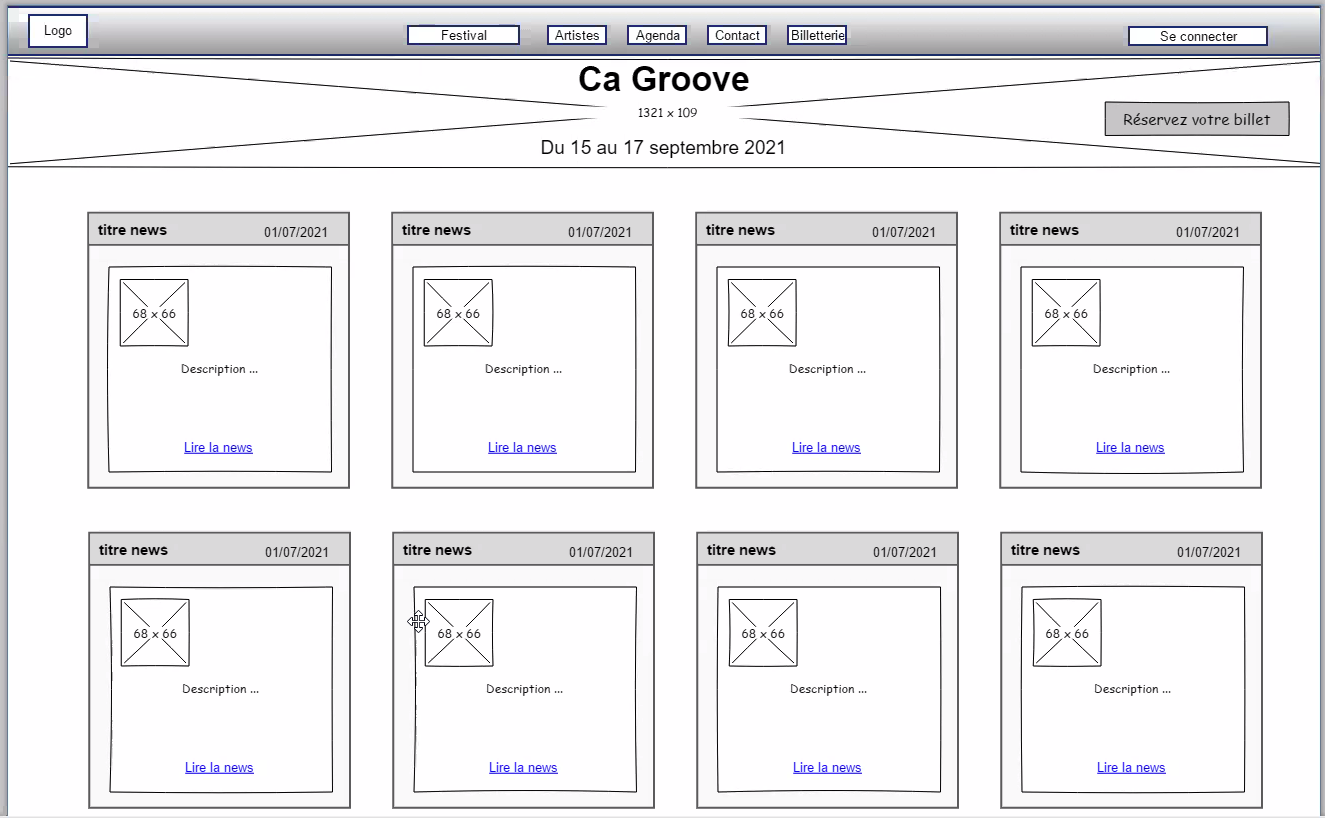 Logo
Festival
Artistes
Agenda
Contact
Billetterie
Se connecter
Ca Groove
1321 x 109
Réservez votre billet
Du 15 au 17 septembre 2021
titre news 01/07/2021
68 x 66
Description ...
Lire la news
titre news 01/07/2021
68 x 66
Description ...
Lire la news
titre news 01/07/2021
68 x 66
Description ...
Lire la news
titre news 01/07/2021
68 x 66
Description ...
Lire la news
titre news 01/07/2021
68 x 66
Description ...
Lire la news
titre news 01/07/2021
68 x 66
Description ...
Lire la news
titre news 01/07/2021
68 x 66
Description ...
Lire la news
titre news 01/07/2021
68 x 66
Description ...
Lire la news